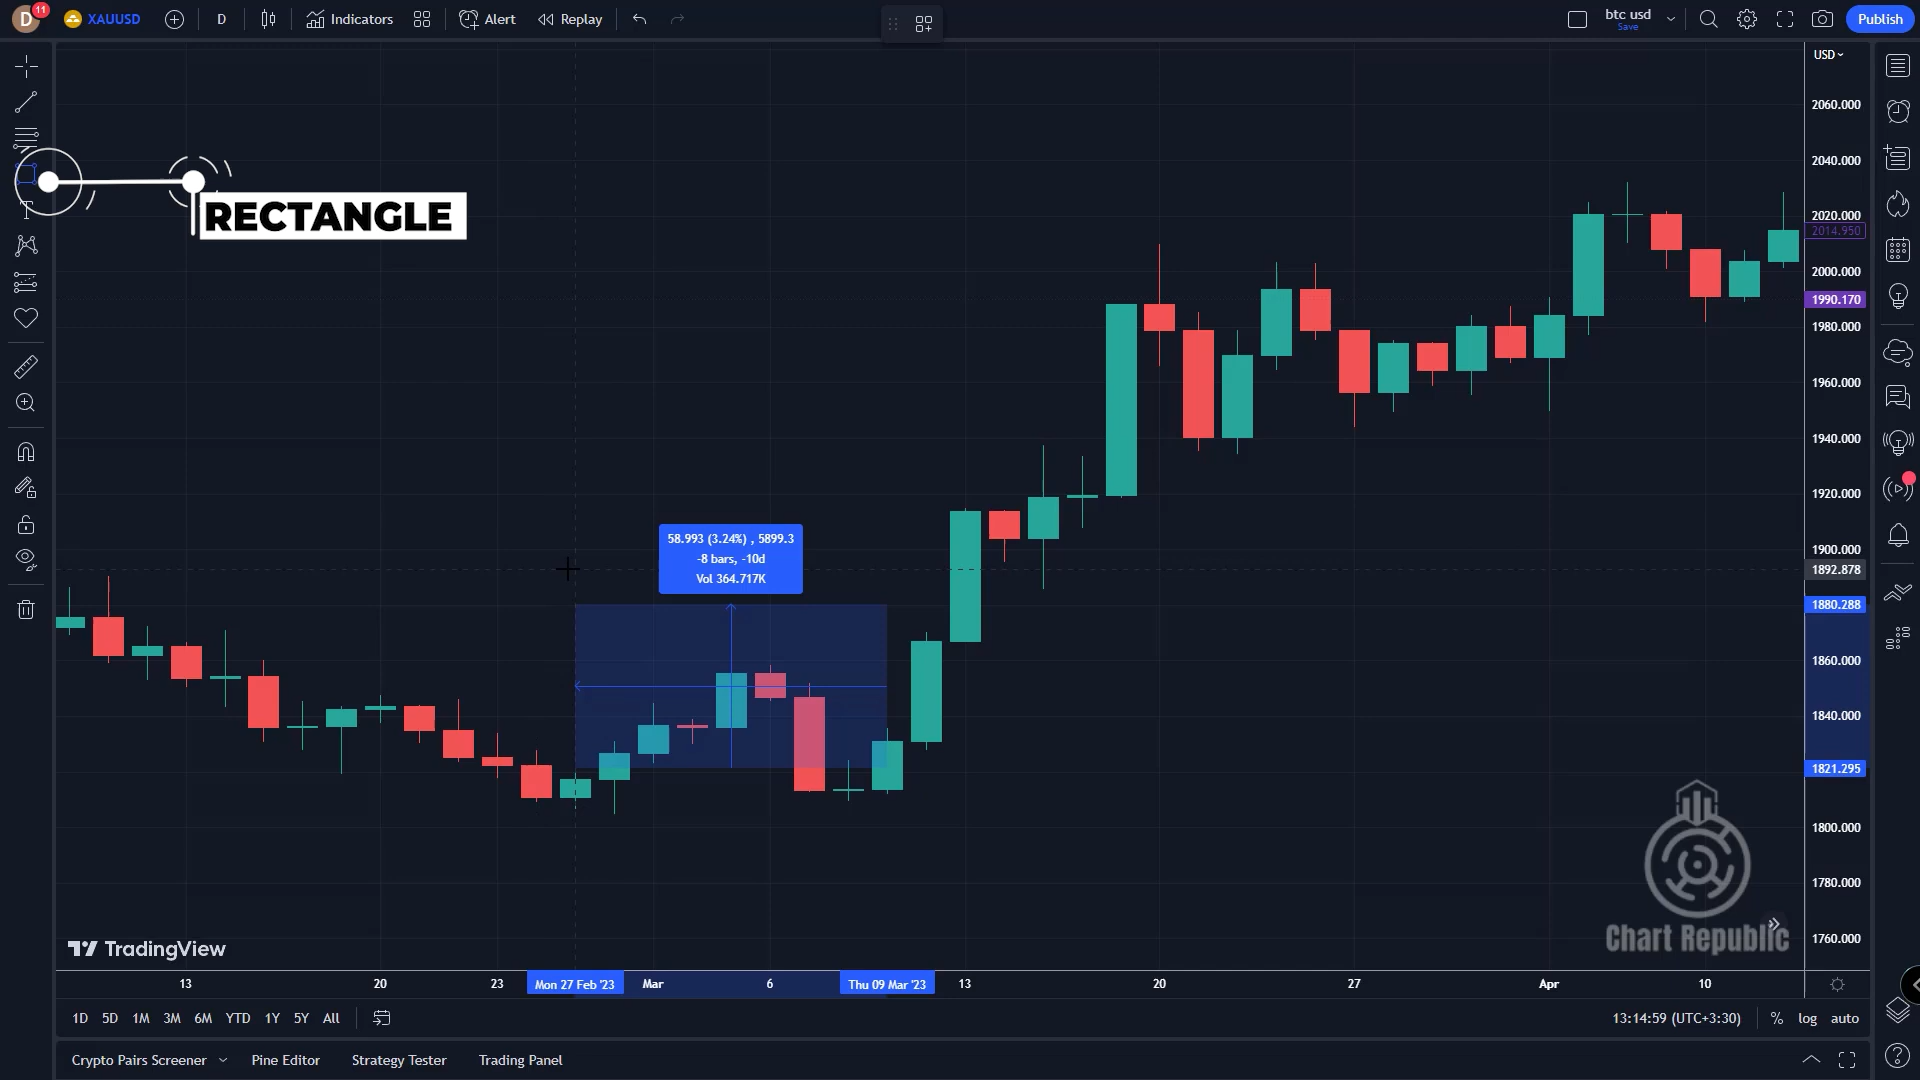 D
11
XAUUSD
D
Indicators
Alert
Replay
btc usd
Save
Publish
USD
2060.000
2040.000
2020.000
2014.950
2000.000
1990.170
1980.000
1960.000
1940.000
1920.000
1900.000
1892.878
1880.288
1860.000
1840.000
1821.295
1800.000
1780.000
1760.000
RECTANGLE
T
58.993 (3.24%) , 5899.3
-8 bars, -10d
Vol 364.717K
Chart Republic
TradingView
13
20
23
Mon 27 Feb '23
Mar
6
Thu 09 Mar '23
13
20
27
Apr
10
1D 5D 1M 3M 6M YTD 1Y 5Y All
13:14:59 (UTC+3:30)
% log auto
Crypto Pairs Screener
Pine Editor
Strategy Tester
Trading Panel